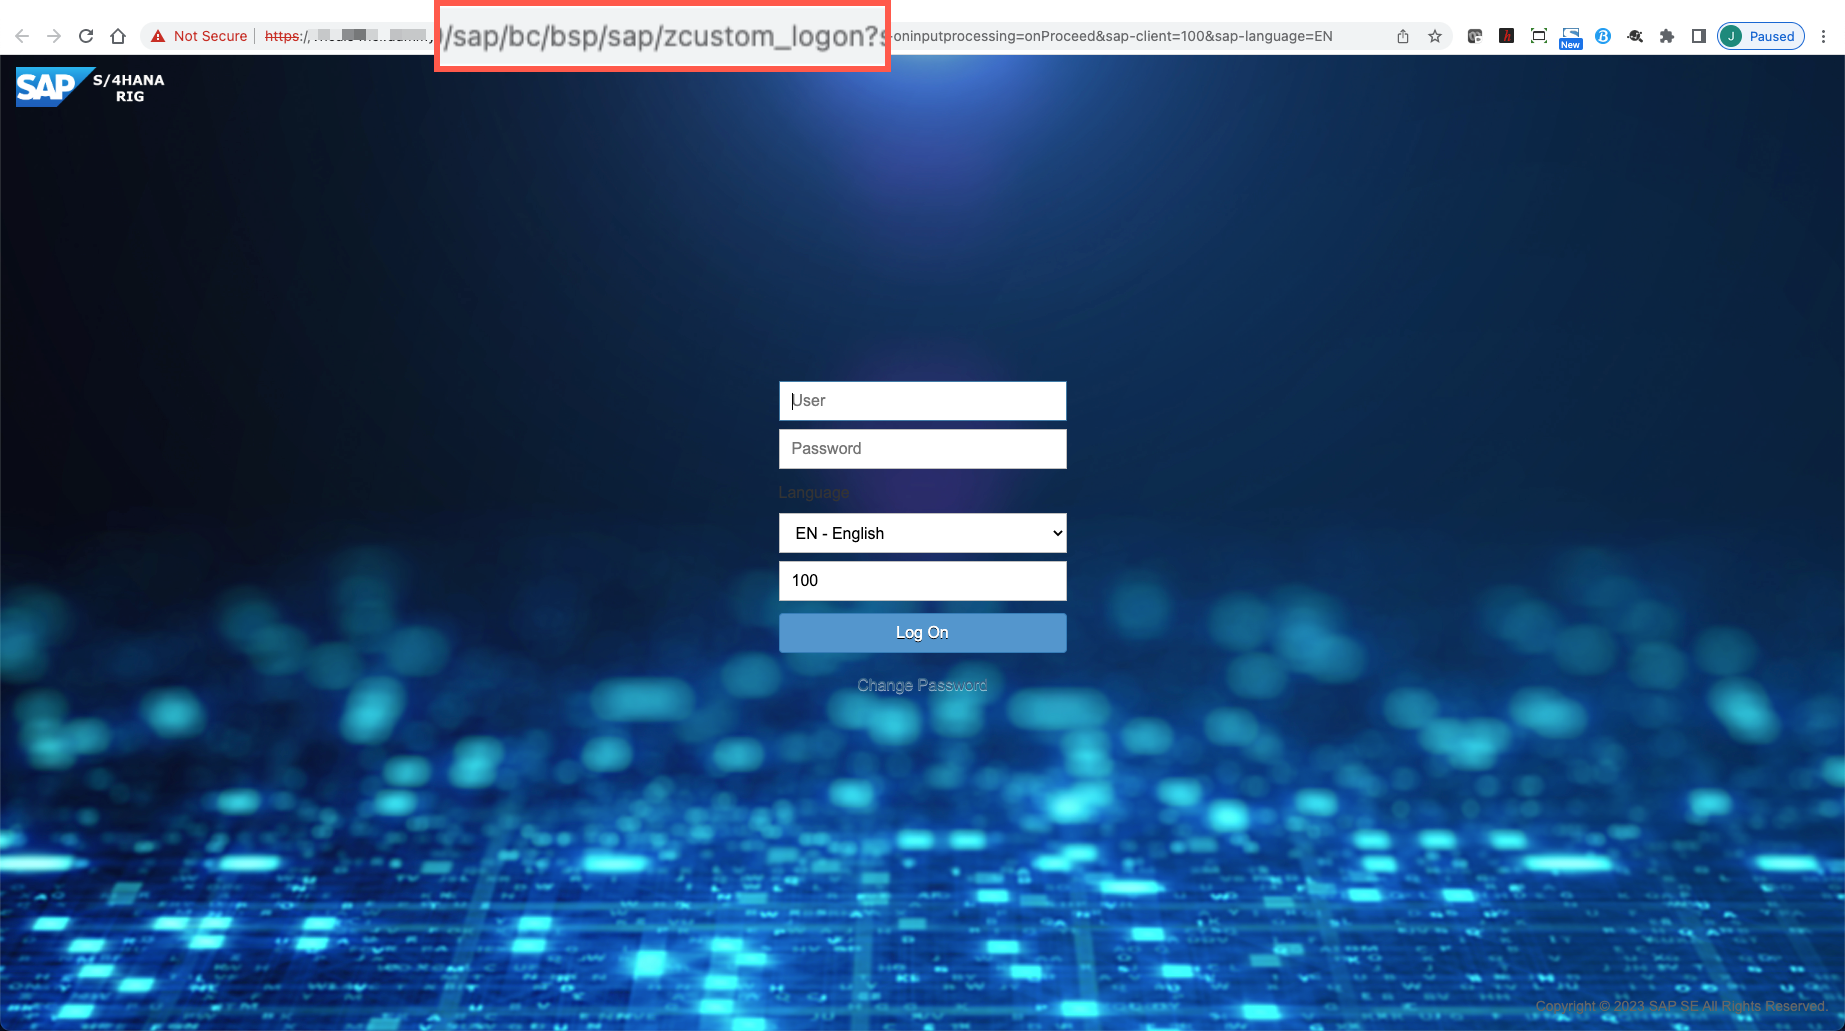 Not Secure
https://
/sap/bc/bsp/sap/zcustom_logon?s
-oninputprocessing=onProceed&sap-client=100&sap-language=EN
New
J
Paused
SAP
S/4HANA
RIG
User
Password
Language
EN - English
100
Log On
Change Password
Copyright © 2023 SAP SE All Rights Reserved.